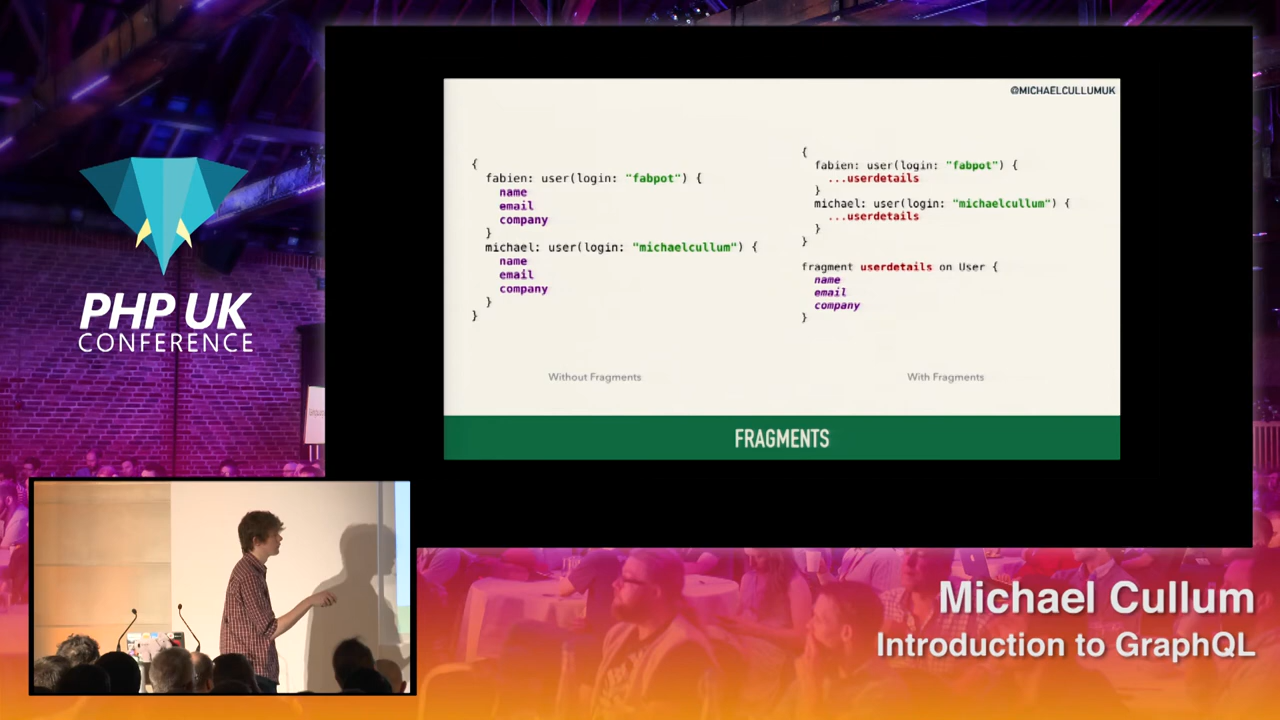 @MICHAELCULLUMUK
{
fabien: user(login: "fabpot") {
name
email
company
}
michael: user(login: "michaelcullum") {
name
email
company
}
}
Without Fragments
{
fabien: user(login: "fabpot") {
...userdetails
}
michael: user(login: "michaelcullum") {
...userdetails
}
}
fragment userdetails on User {
name
email
company
}
With Fragments
FRAGMENTS
PHP UK
CONFERENCE
Michael Cullum
Introduction to GraphQL